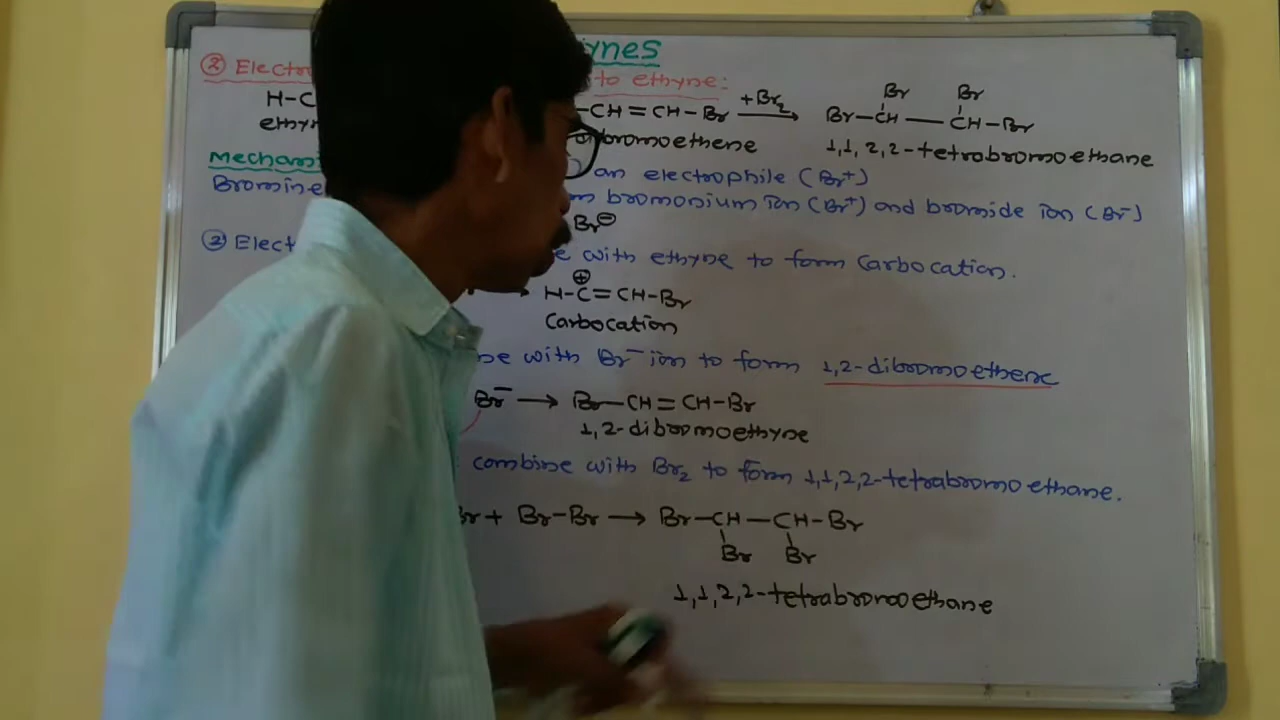 ynes
② Electro to ethyne:
H-C -CH=CH-Br +Br2 → Br-CH—CH-Br
Br Br
ethyn bromoethene 1,1,2,2-tetrabromoethane
Mechan an electrophile (Br+)
Bromine bromonium Ion (Br+) and bromide ion (Br-)
Br⊖
② Elect with ethyne to form Carbocation.
→ H-C⊕=CH-Br
Carbocation
with Br- ion to form 1,2-dibromoethene
Br- → Br-CH=CH-Br
1,2-dibromoethyne
combine with Br2 to form 1,1,2,2-tetrabromoethane.
Br + Br-Br → Br-CH-CH-Br
Br Br
1,1,2,2-tetrabromoethane